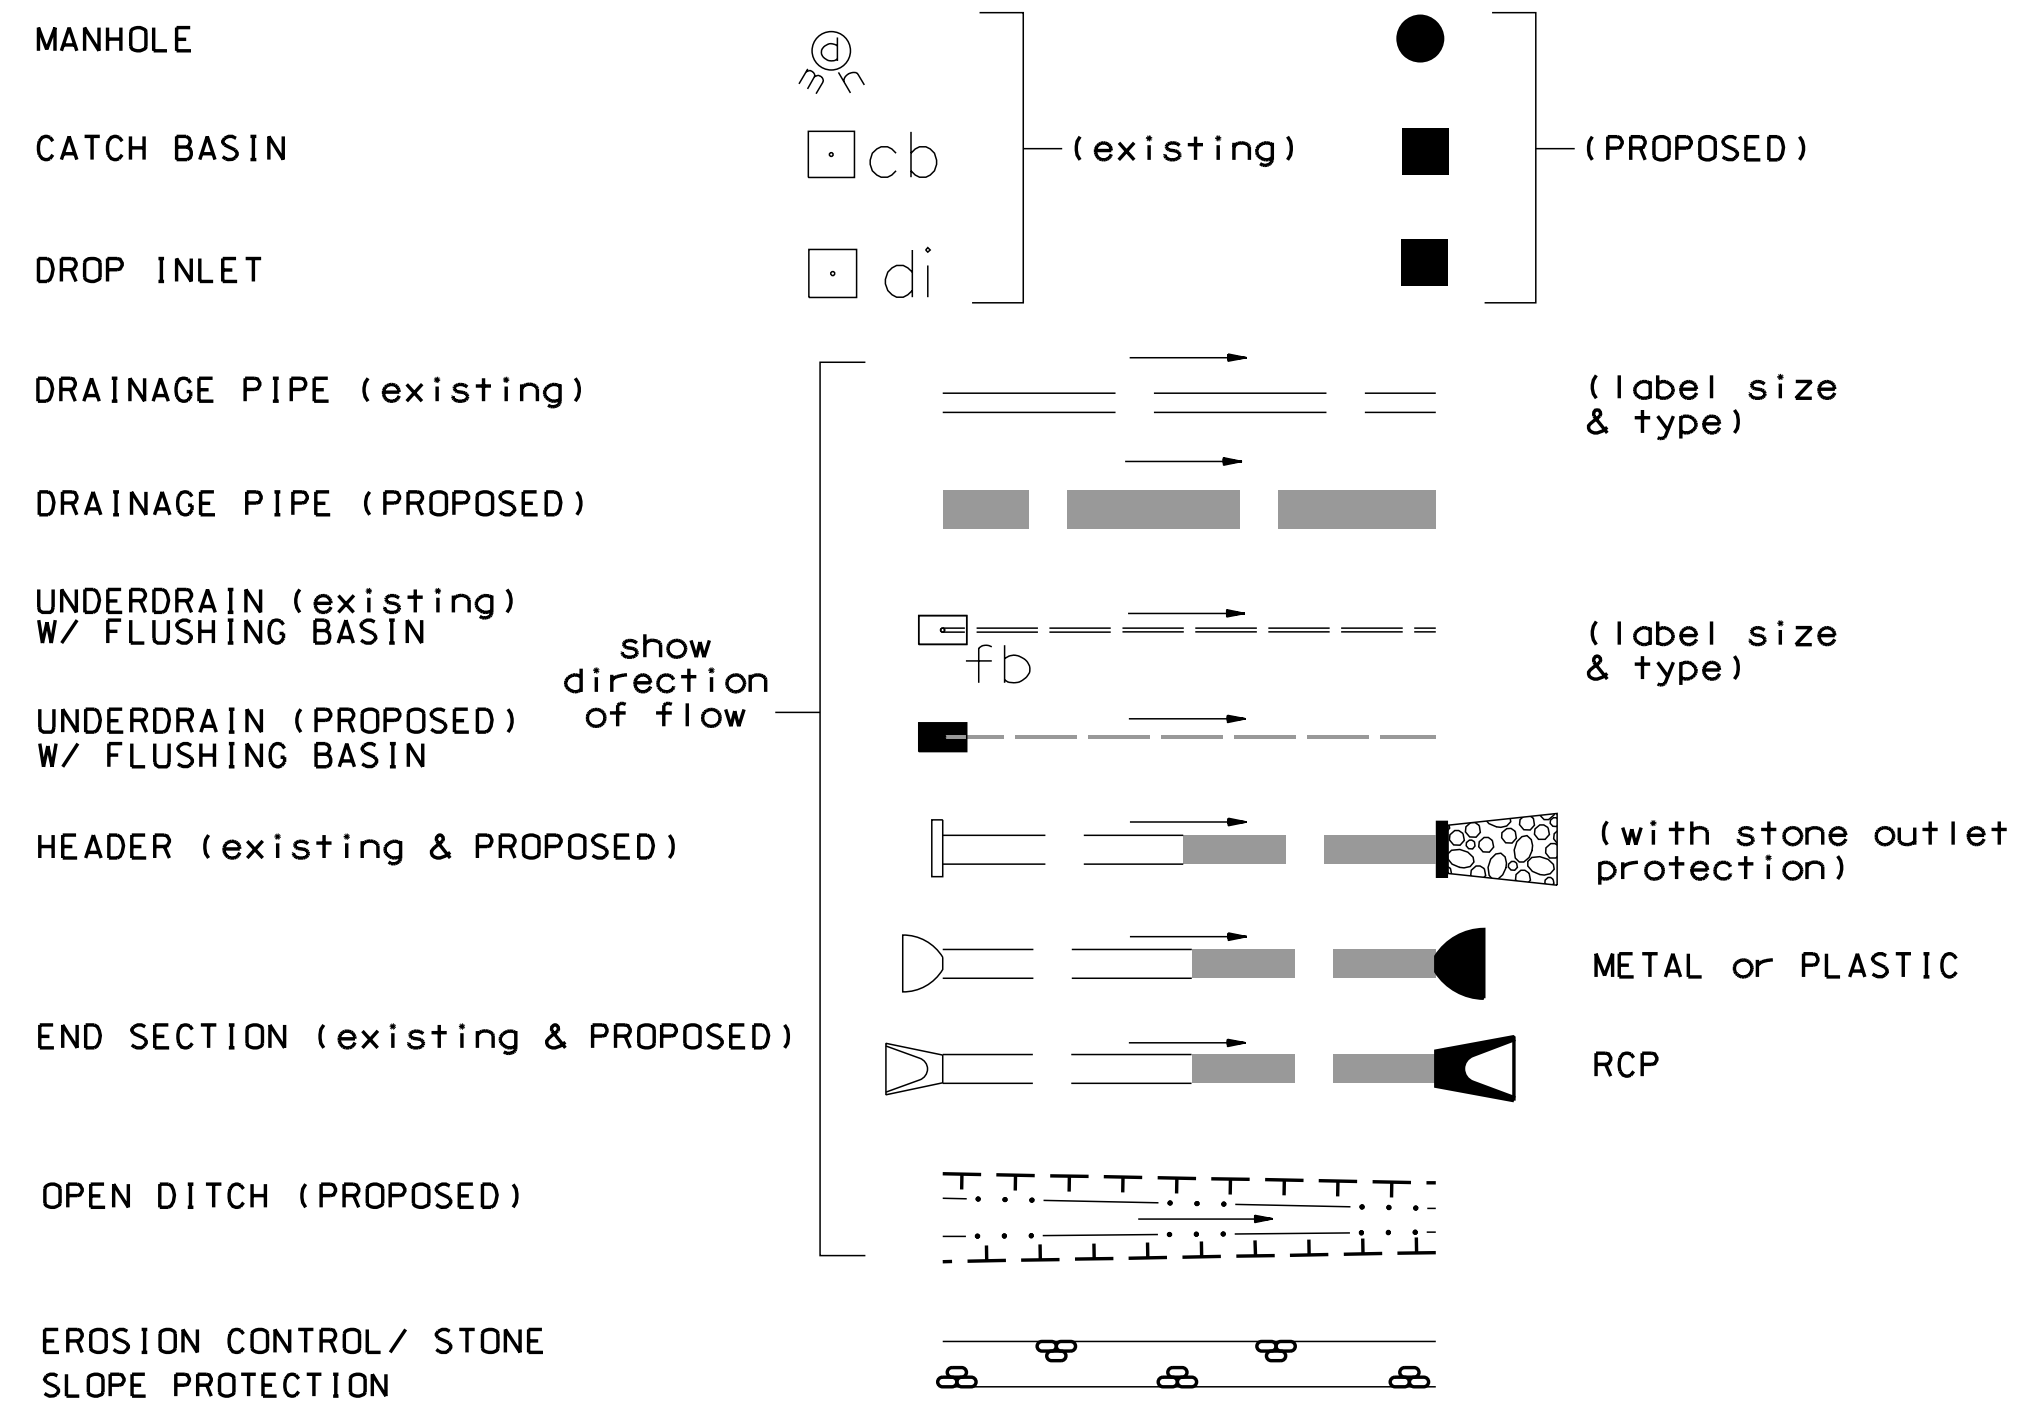 MANHOLE
d
m h
(existing)
(PROPOSED)
CATCH BASIN
cb
DROP INLET
di
DRAINAGE PIPE (existing)
(label size
& type)
DRAINAGE PIPE (PROPOSED)
UNDERDRAIN (existing)
W/ FLUSHING BASIN
fb
(label size
& type)
show
direction
of flow
UNDERDRAIN (PROPOSED)
W/ FLUSHING BASIN
HEADER (existing & PROPOSED)
(with stone outlet
protection)
METAL or PLASTIC
END SECTION (existing & PROPOSED)
RCP
OPEN DITCH (PROPOSED)
EROSION CONTROL/ STONE
SLOPE PROTECTION